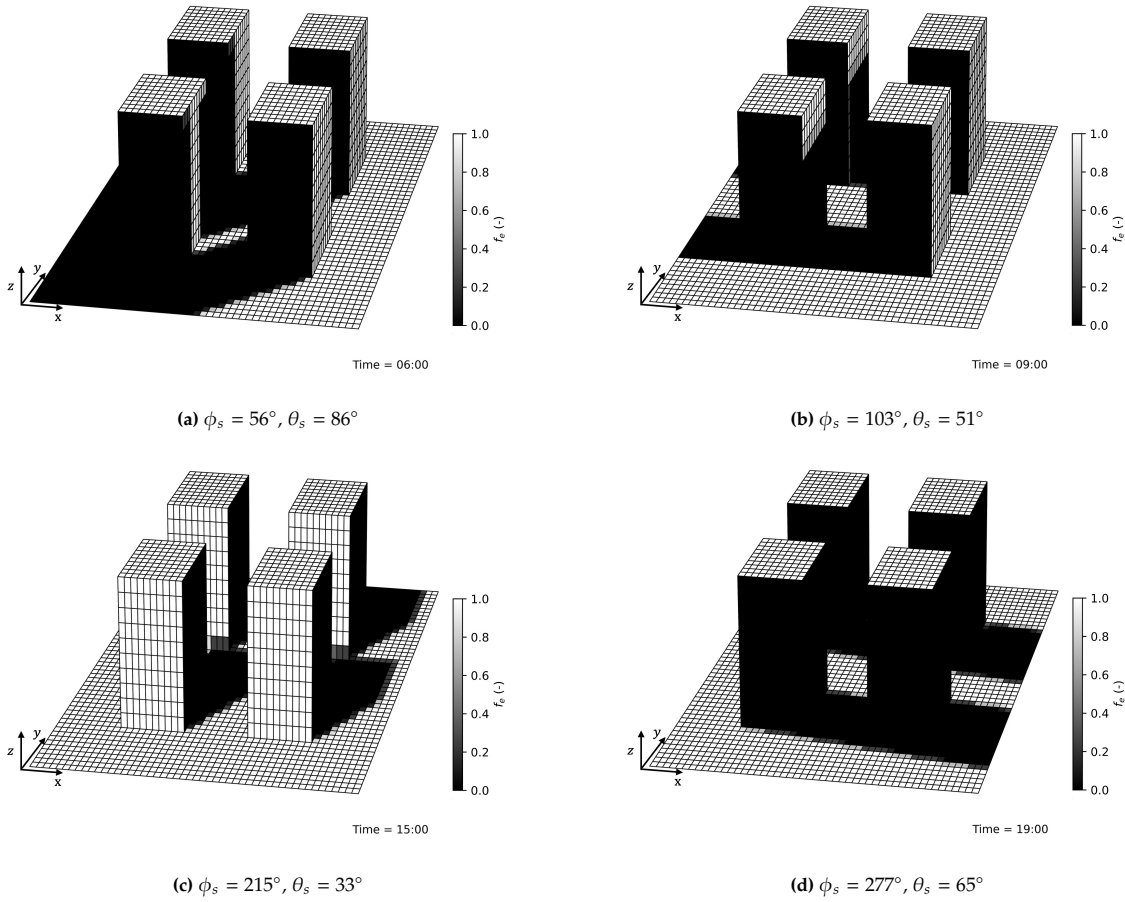 1.0
0.8
0.6
0.4
0.2
0.0
f_e (-)
z
y
x
Time = 06:00
(a) ϕ_s = 56°, θ_s = 86°
1.0
0.8
0.6
0.4
0.2
0.0
f_e (-)
z
y
x
Time = 09:00
(b) ϕ_s = 103°, θ_s = 51°
1.0
0.8
0.6
0.4
0.2
0.0
f_e (-)
z
y
x
Time = 15:00
(c) ϕ_s = 215°, θ_s = 33°
1.0
0.8
0.6
0.4
0.2
0.0
f_e (-)
z
y
x
Time = 19:00
(d) ϕ_s = 277°, θ_s = 65°